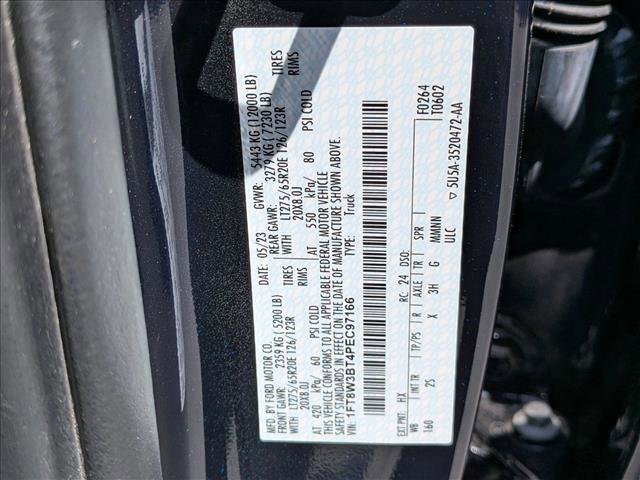 MFD. BY FORD MOTOR CO.
DATE: 05/23 GVWR: 5443 KG (12000 LB)
FRONT GAWR: 2359 KG (5200 LB) REAR GAWR: 3279 KG (7230 LB)
WITH LT275/65R20E 126/123R TIRES WITH LT275/65R20E 126/123R TIRES
20X8.0J RIMS 20X8.0J RIMS
AT 420 kPa/ 60 PSI COLD AT 550 kPa/ 80 PSI COLD
THIS VEHICLE CONFORMS TO ALL APPLICABLE FEDERAL MOTOR VEHICLE
SAFETY STANDARDS IN EFFECT ON THE DATE OF MANUFACTURE SHOWN ABOVE.
VIN: 1FT8W3BT4PEC97166 TYPE: Truck
F0264
T0602
EXT PNT: HX RC: 24 DSO:
WB INT TR TP/PS R AXLE TR SPR
160 2S X 3H G MMMNN
ULC 5U5A-3520472-AA